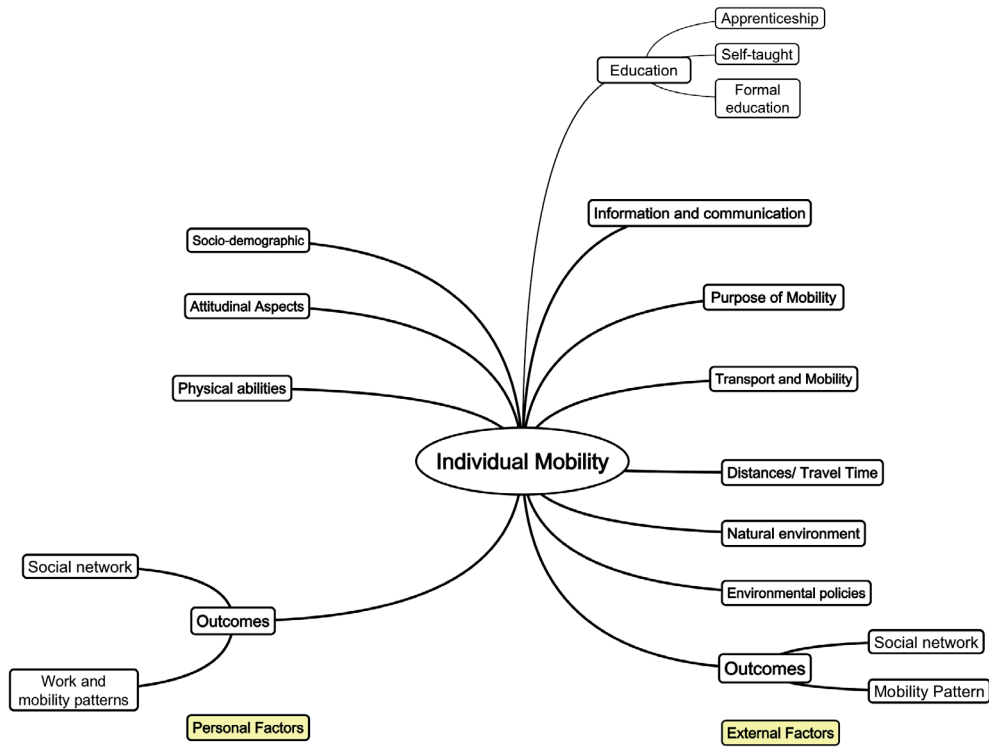 Apprenticeship
Self-taught
Education
Formal
education
Information and communication
Socio-demographic
Attitudinal Aspects
Purpose of Mobility
Physical abilities
Transport and Mobility
Individual Mobility
Distances/ Travel Time
Natural environment
Environmental policies
Social network
Outcomes
Work and
mobility patterns
Social network
Outcomes
Mobility Pattern
Personal Factors
External Factors